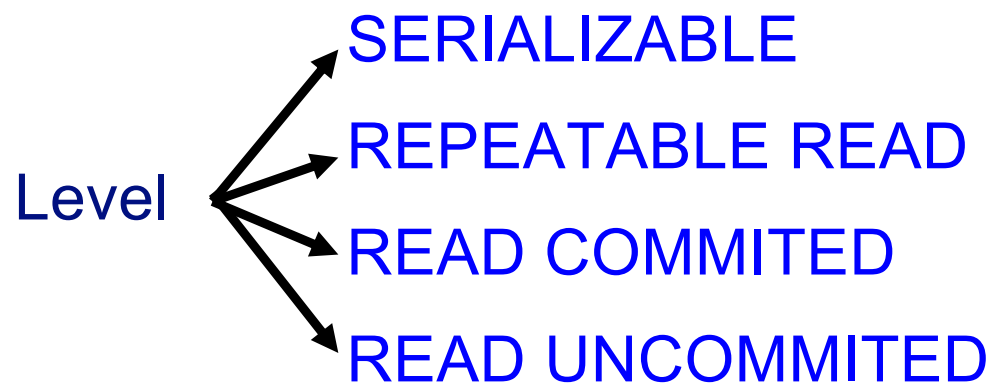 SERIALIZABLE
REPEATABLE READ
Level
READ COMMITED
READ UNCOMMITED